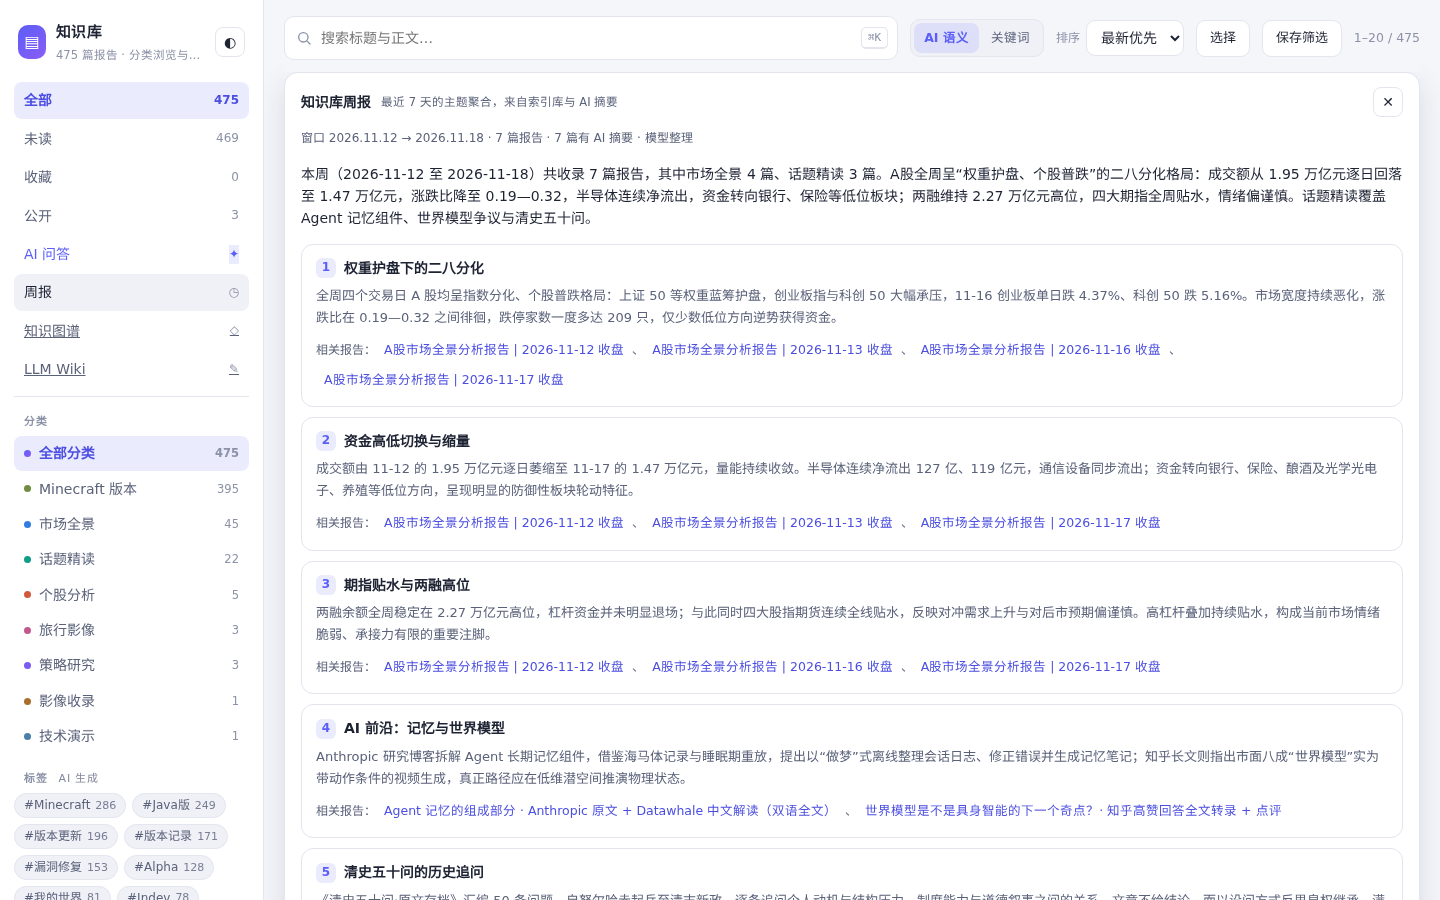 知识库
475 篇报告 · 分类浏览与…
全部 475
未读 469
收藏 0
公开 3
AI 问答
周报
知识图谱
LLM Wiki
分类
全部分类 475
Minecraft 版本 395
市场全景 45
话题精读 22
个股分析 5
旅行影像 3
策略研究 3
影像收录 1
技术演示 1
标签 AI 生成
#Minecraft 286 #Java版 249
#版本更新 196 #版本记录 171
#漏洞修复 153 #Alpha 128
#我的世界 81 #Indev 78
搜索标题与正文… ⌘K
AI 语义 关键词 排序 最新优先 选择 保存筛选 1–20 / 475
知识库周报 最近 7 天的主题聚合，来自索引库与 AI 摘要
窗口 2026.11.12 → 2026.11.18 · 7 篇报告 · 7 篇有 AI 摘要 · 模型整理
本周（2026-11-12 至 2026-11-18）共收录 7 篇报告，其中市场全景 4 篇、话题精读 3 篇。A股全周呈“权重护盘、个股普跌”的二八分化格局：成交额从 1.95 万亿元逐日回落
至 1.47 万亿元，涨跌比降至 0.19—0.32，半导体连续净流出，资金转向银行、保险等低位板块；两融维持 2.27 万亿元高位，四大期指全周贴水，情绪偏谨慎。话题精读覆盖
Agent 记忆组件、世界模型争议与清史五十问。
1 权重护盘下的二八分化
全周四个交易日 A 股均呈指数分化、个股普跌格局：上证 50 等权重蓝筹护盘，创业板指与科创 50 大幅承压，11-16 创业板单日跌 4.37%、科创 50 跌 5.16%。市场宽度持续恶化，涨
跌比在 0.19—0.32 之间徘徊，跌停家数一度多达 209 只，仅少数低位方向逆势获得资金。
相关报告： A股市场全景分析报告 | 2026-11-12 收盘 、 A股市场全景分析报告 | 2026-11-13 收盘 、 A股市场全景分析报告 | 2026-11-16 收盘 、
A股市场全景分析报告 | 2026-11-17 收盘
2 资金高低切换与缩量
成交额由 11-12 的 1.95 万亿元逐日萎缩至 11-17 的 1.47 万亿元，量能持续收敛。半导体连续净流出 127 亿、119 亿元，通信设备同步流出；资金转向银行、保险、酿酒及光学光电
子、养殖等低位方向，呈现明显的防御性板块轮动特征。
相关报告： A股市场全景分析报告 | 2026-11-12 收盘 、 A股市场全景分析报告 | 2026-11-13 收盘 、 A股市场全景分析报告 | 2026-11-17 收盘
3 期指贴水与两融高位
两融余额全周稳定在 2.27 万亿元高位，杠杆资金并未明显退场；与此同时四大股指期货连续全线贴水，反映对冲需求上升与对后市预期偏谨慎。高杠杆叠加持续贴水，构成当前市场情绪
脆弱、承接力有限的重要注脚。
相关报告： A股市场全景分析报告 | 2026-11-12 收盘 、 A股市场全景分析报告 | 2026-11-16 收盘 、 A股市场全景分析报告 | 2026-11-17 收盘
4 AI 前沿：记忆与世界模型
Anthropic 研究博客拆解 Agent 长期记忆组件，借鉴海马体记录与睡眠期重放，提出以“做梦”式离线整理会话日志、修正错误并生成记忆笔记；知乎长文则指出市面八成“世界模型”实为
带动作条件的视频生成，真正路径应在低维潜空间推演物理状态。
相关报告： Agent 记忆的组成部分 · Anthropic 原文 + Datawhale 中文解读（双语全文） 、 世界模型是不是具身智能的下一个奇点？· 知乎高赞回答全文转录 + 点评
5 清史五十问的历史追问